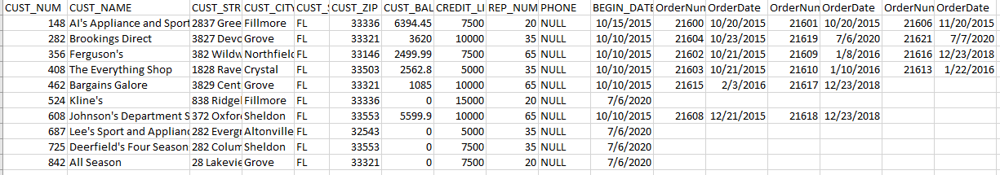 CUST_NUM CUST_NAME CUST_STR CUST_CITY CUST_S CUST_ZIP CUST_BAL CREDIT_LI REP_NUM PHONE BEGIN_DATE OrderNum OrderDate OrderNum OrderDate OrderNum OrderDate
148 Al's Appliance and Sport 2837 Gree Fillmore FL 33336 6394.45 7500 20 NULL 10/15/2015 21600 10/20/2015 21601 10/20/2015 21606 11/20/2015
282 Brookings Direct 3827 Devo Grove FL 33321 3620 10000 35 NULL 10/10/2015 21604 10/23/2015 21619 7/6/2020 21621 7/7/2020
356 Ferguson's 382 Wildw Northfield FL 33146 2499.99 7500 65 NULL 10/10/2015 21602 10/21/2015 21609 1/8/2016 21616 12/23/2018
408 The Everything Shop 1828 Rave Crystal FL 33503 2562.8 5000 35 NULL 10/10/2015 21603 10/21/2015 21610 1/10/2016 21613 1/22/2016
462 Bargains Galore 3829 Cent Grove FL 33321 1085 10000 65 NULL 10/10/2015 21615 2/3/2016 21617 12/23/2018
524 Kline's 838 Ridgel Fillmore FL 33336 0 15000 20 NULL 7/6/2020
608 Johnson's Department S 372 Oxfor Sheldon FL 33553 5599.9 10000 65 NULL 10/10/2015 21608 12/21/2015 21618 12/23/2018
687 Lee's Sport and Applianc 282 Evergr Altonville FL 32543 0 5000 35 NULL 7/6/2020
725 Deerfield's Four Season 282 Colum Sheldon FL 33553 0 7500 35 NULL 7/6/2020
842 All Season 28 Lakevie Grove FL 33321 0 7500 20 NULL 7/6/2020